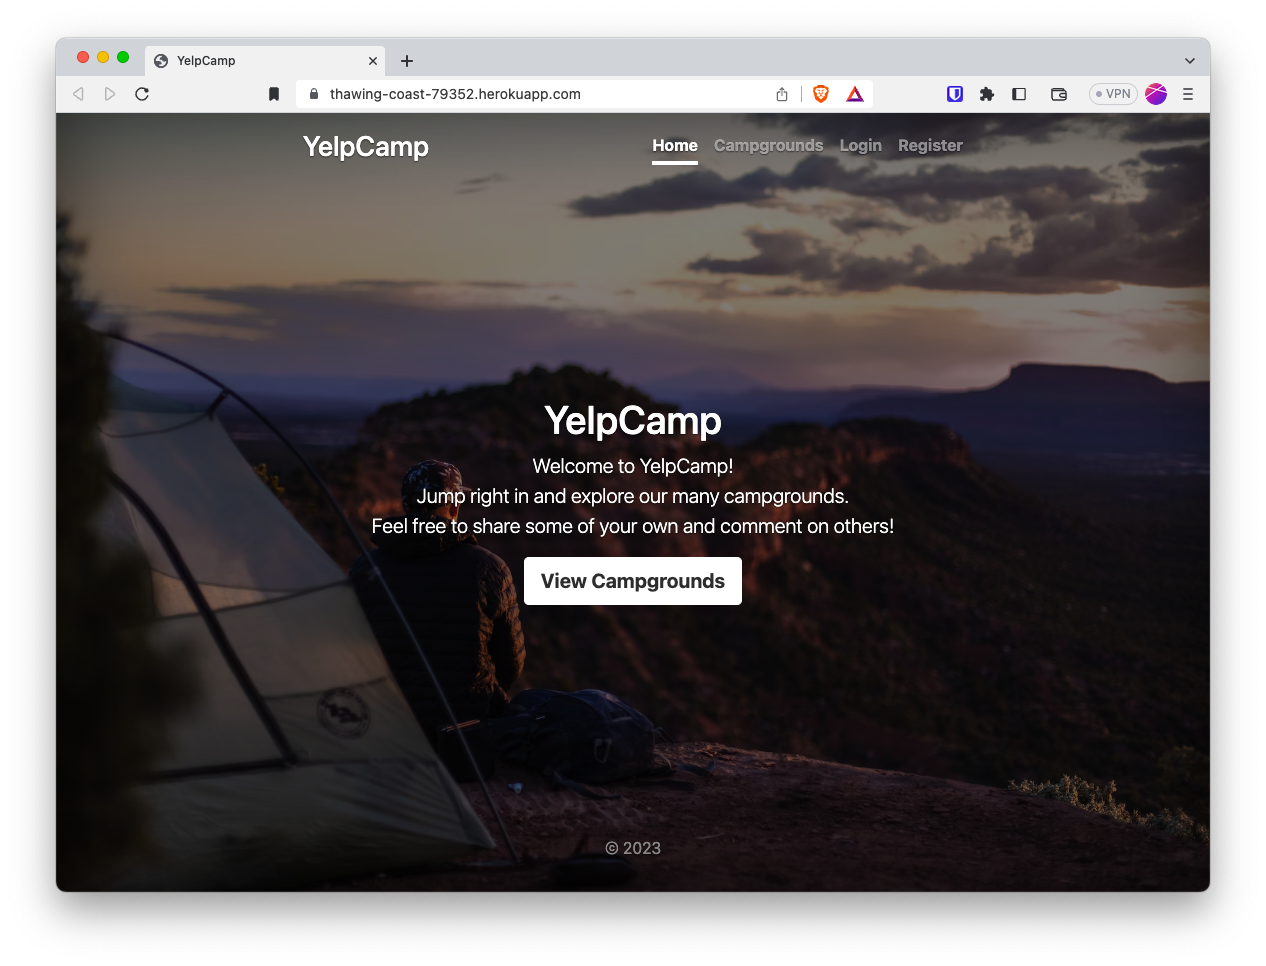 YelpCamp
thawing-coast-79352.herokuapp.com
VPN
YelpCamp
Home Campgrounds Login Register
YelpCamp
Welcome to YelpCamp!
Jump right in and explore our many campgrounds.
Feel free to share some of your own and comment on others!
View Campgrounds
© 2023